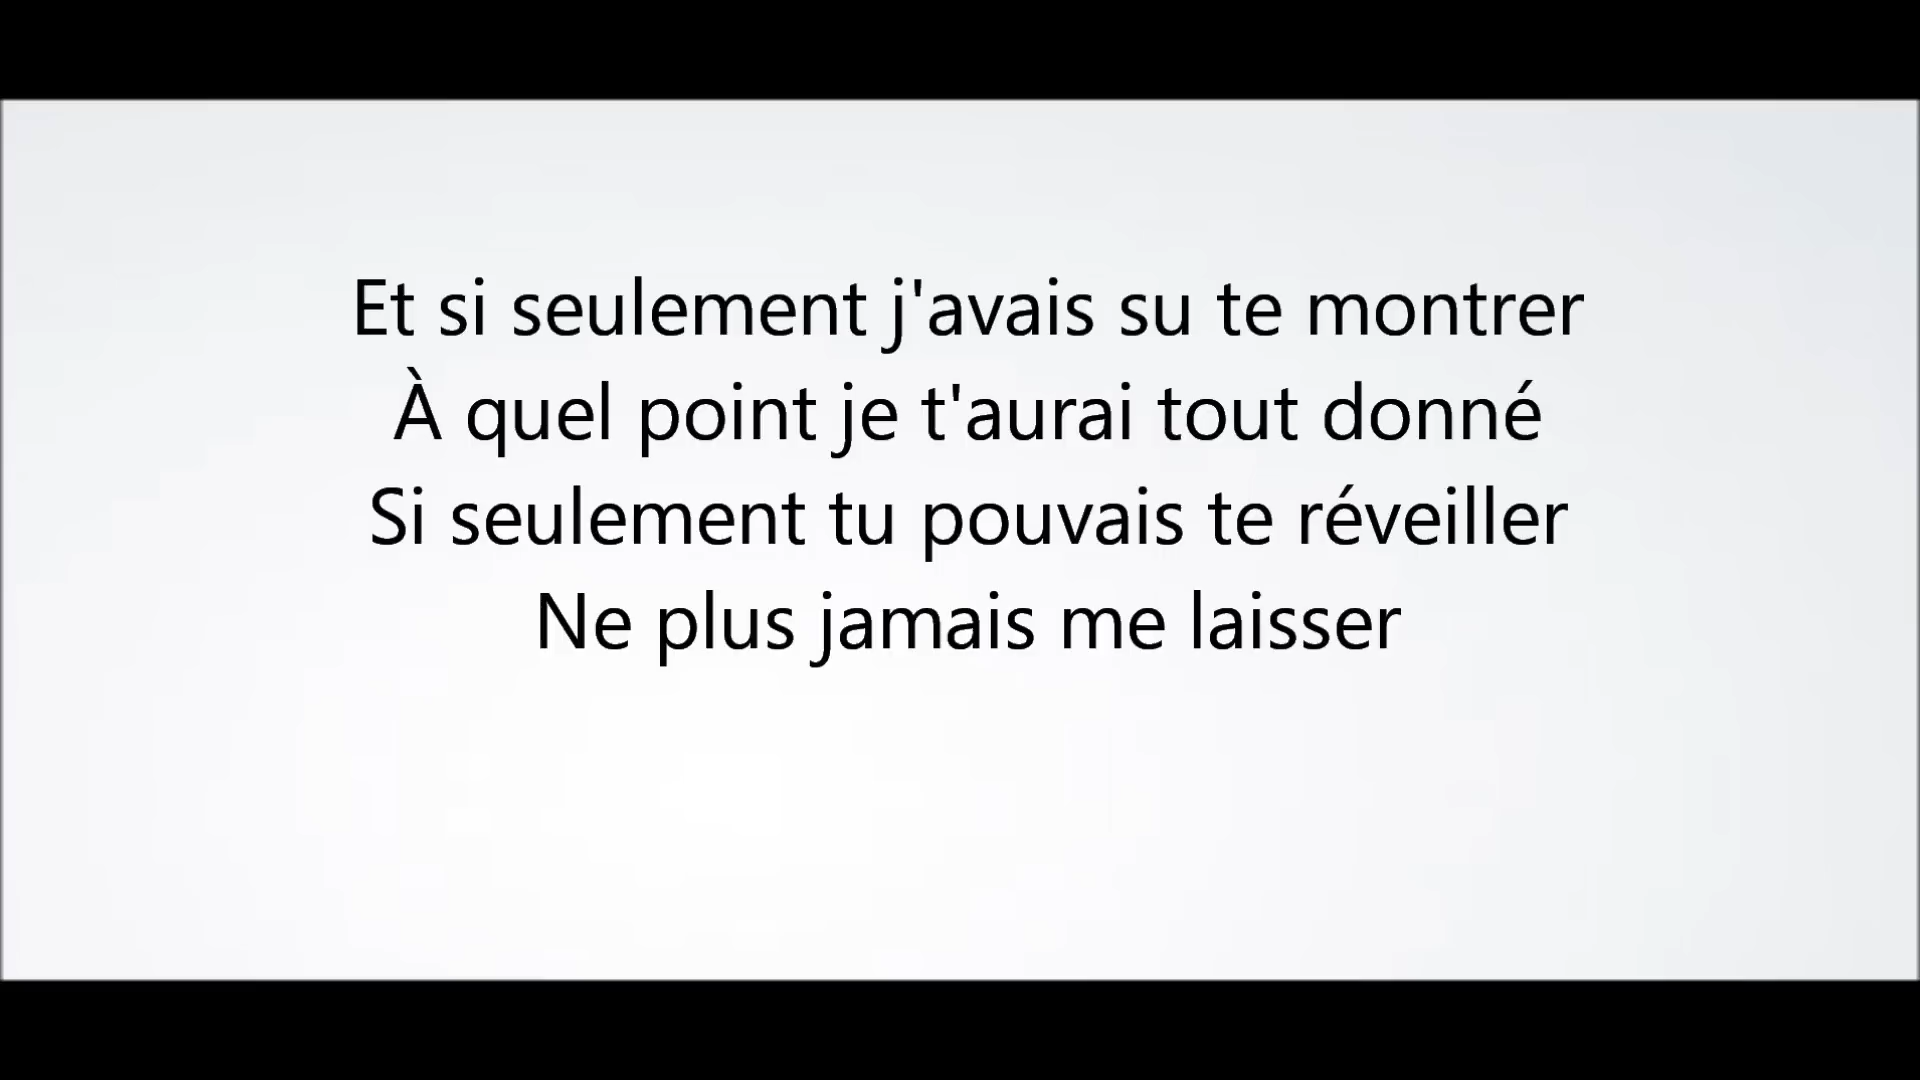 Et si seulement j'avais su te montrer
À quel point je t'aurai tout donné
Si seulement tu pouvais te réveiller
Ne plus jamais me laisser